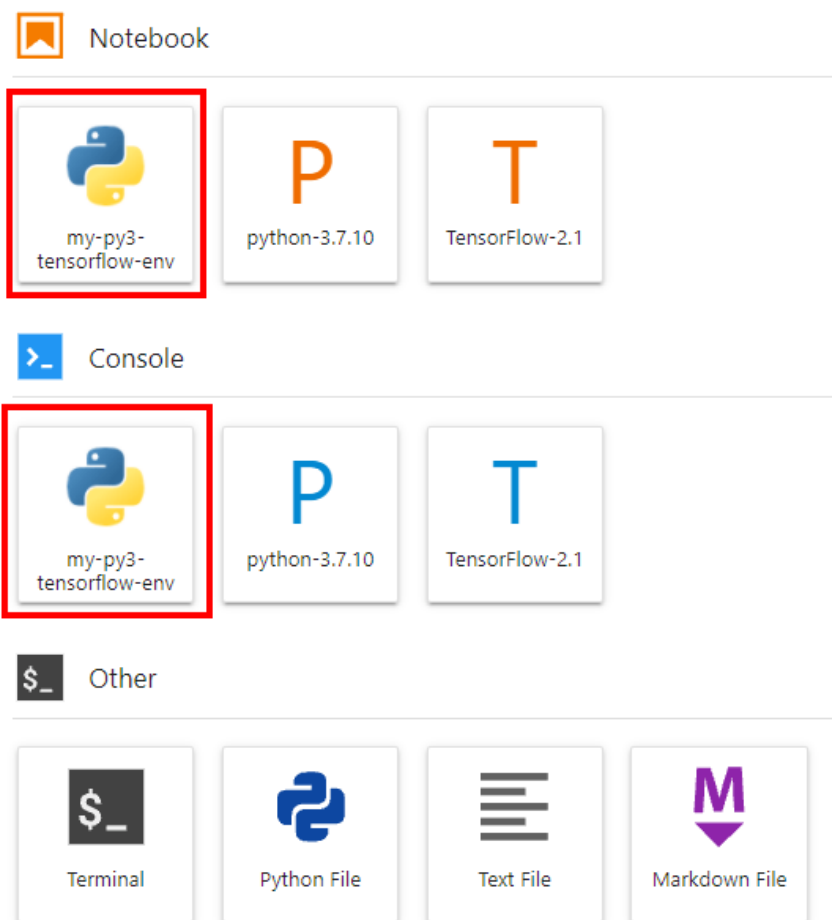 Notebook
my-py3-
tensorflow-env
P
python-3.7.10
T
TensorFlow-2.1
>_ Console
my-py3-
tensorflow-env
P
python-3.7.10
T
TensorFlow-2.1
$_ Other
$_
Terminal
Python File
Text File
M
Markdown File